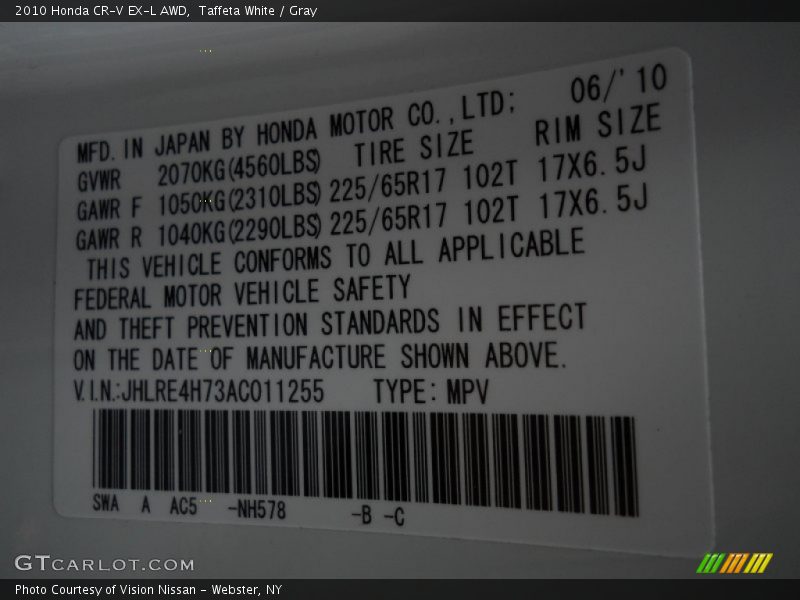 2010 Honda CR-V EX-L AWD,  Taffeta White / Gray
06/'10
MFD. IN JAPAN BY HONDA MOTOR CO.,LTD;
GVWR 2070KG(4560LBS) TIRE SIZE RIM SIZE
GAWR F 1050KG(2310LBS) 225/65R17 102T 17X6.5J
GAWR R 1040KG(2290LBS) 225/65R17 102T 17X6.5J
THIS VEHICLE CONFORMS TO ALL APPLICABLE
FEDERAL MOTOR VEHICLE SAFETY
AND THEFT PREVENTION STANDARDS IN EFFECT
ON THE DATE OF MANUFACTURE SHOWN ABOVE.
V.I.N.:JHLRE4H73AC011255 TYPE: MPV
SWA A AC5 -NH578 -B -C
GTCARLOT.COM
Photo Courtesy of Vision Nissan - Webster, NY